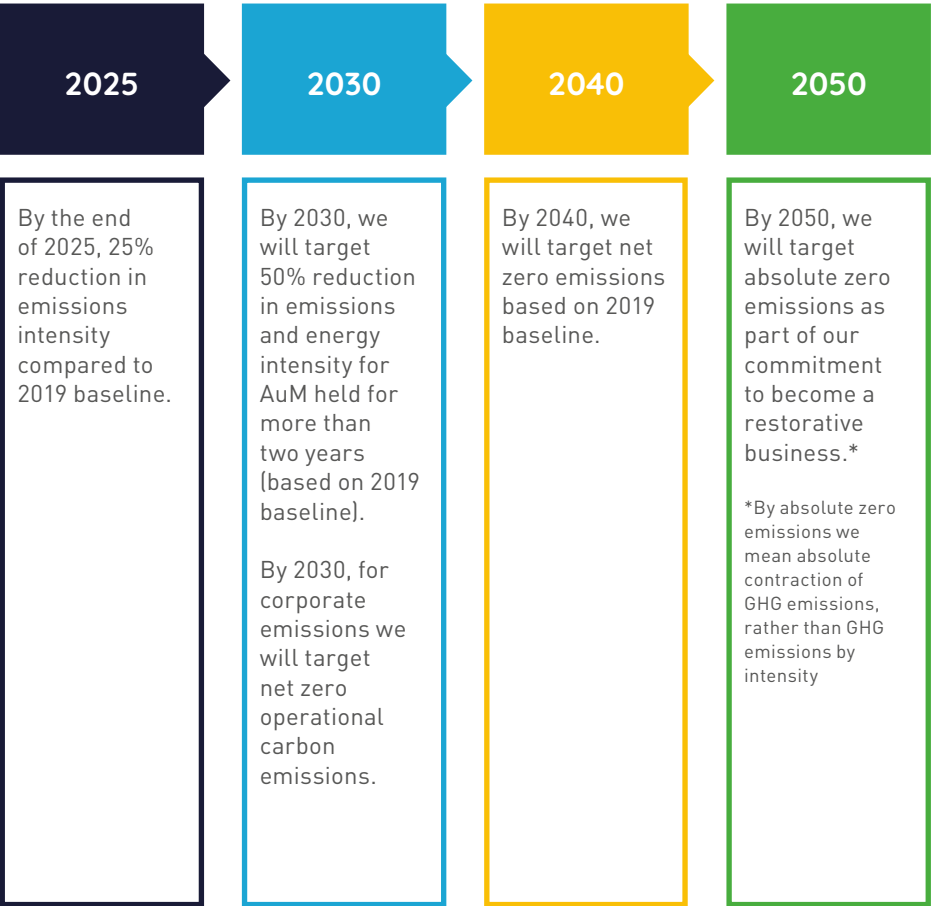 2025
By the end
of 2025, 25%
reduction in
emissions
intensity
compared to
2019 baseline.
2030
By 2030, we
will target
50% reduction
in emissions
and energy
intensity for
AuM held for
more than
two years
(based on 2019
baseline).
By 2030, for
corporate
emissions we
will target
net zero
operational
carbon
emissions.
2040
By 2040, we
will target net
zero emissions
based on 2019
baseline.
2050
By 2050, we
will target
absolute zero
emissions as
part of our
commitment
to become a
restorative
business.*
*By absolute zero
emissions we
mean absolute
contraction of
GHG emissions,
rather than GHG
emissions by
intensity